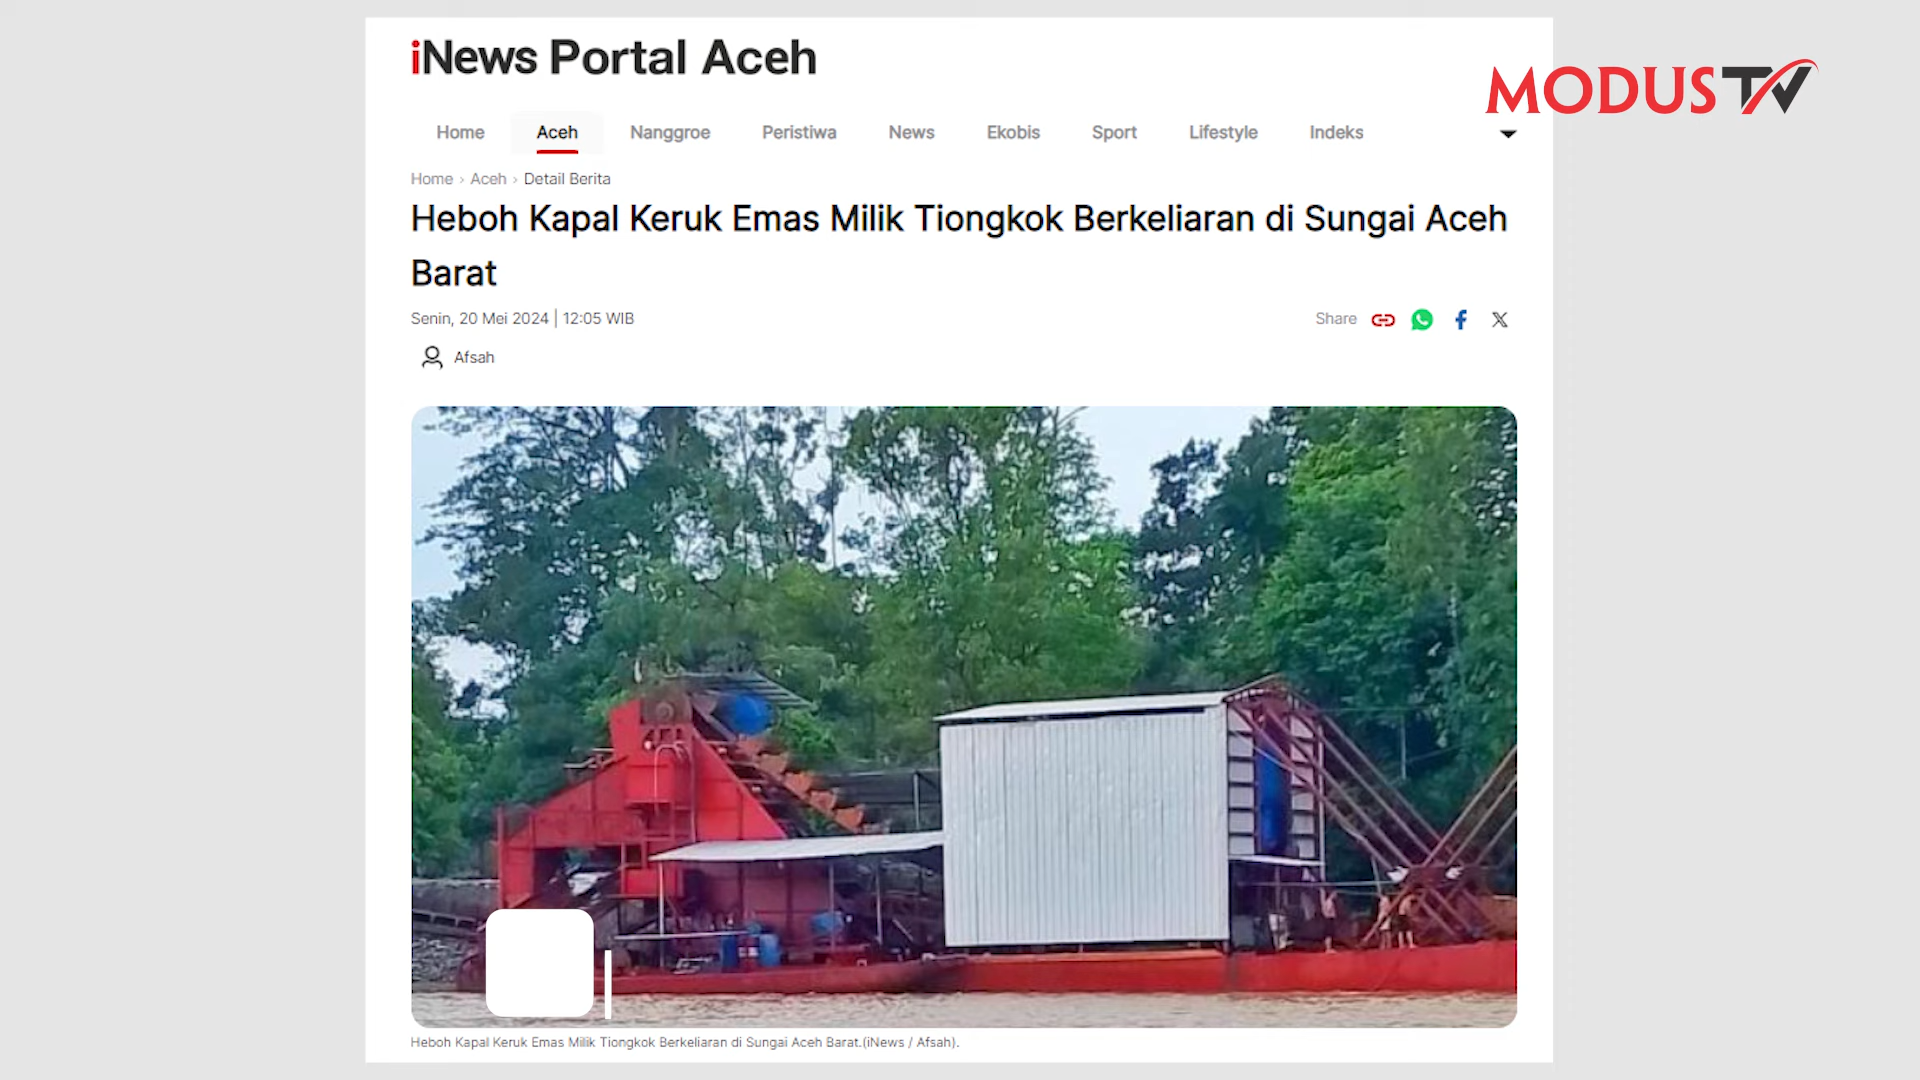 iNews Portal Aceh
MODUS TV
Home Aceh Nanggroe Peristiwa News Ekobis Sport Lifestyle Indeks
Home › Aceh › Detail Berita
Heboh Kapal Keruk Emas Milik Tiongkok Berkeliaran di Sungai Aceh
Barat
Senin, 20 Mei 2024 | 12:05 WIB
Share
Afsah
Heboh Kapal Keruk Emas Milik Tiongkok Berkeliaran di Sungai Aceh Barat.(iNews / Afsah).